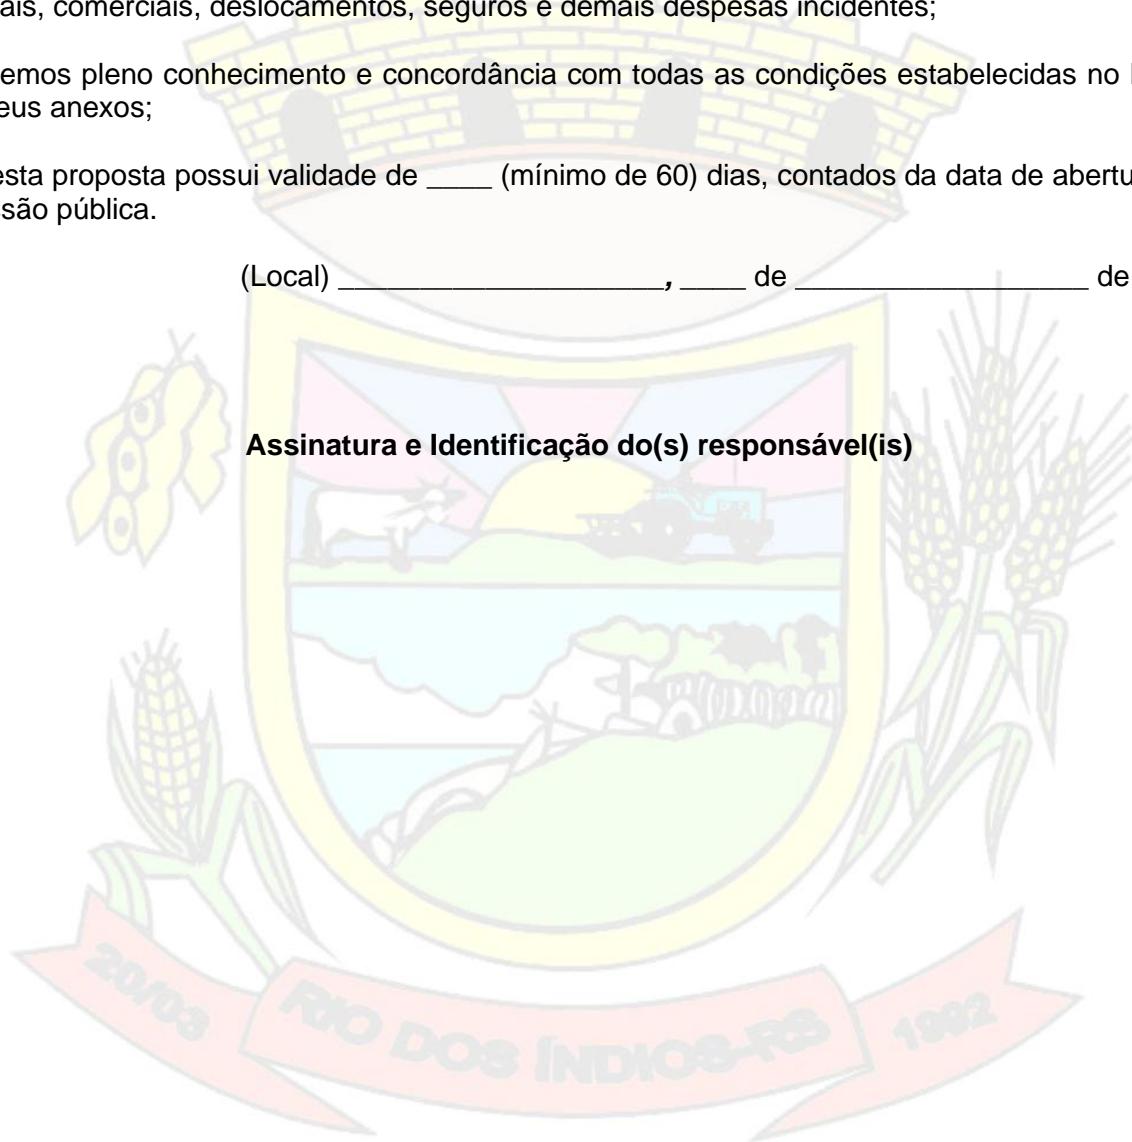 ais, comerciais, deslocamentos, seguros e demais despesas incidentes;
emos pleno conhecimento e concordância com todas as condições estabelecidas no
eus anexos;
esta proposta possui validade de ____ (mínimo de 60) dias, contados da data de abertu
são pública.
(Local) ____________________, ____ de __________________ de
Assinatura e Identificação do(s) responsável(is)
20/03 RIO DOS ÍNDIOS-RS 1992